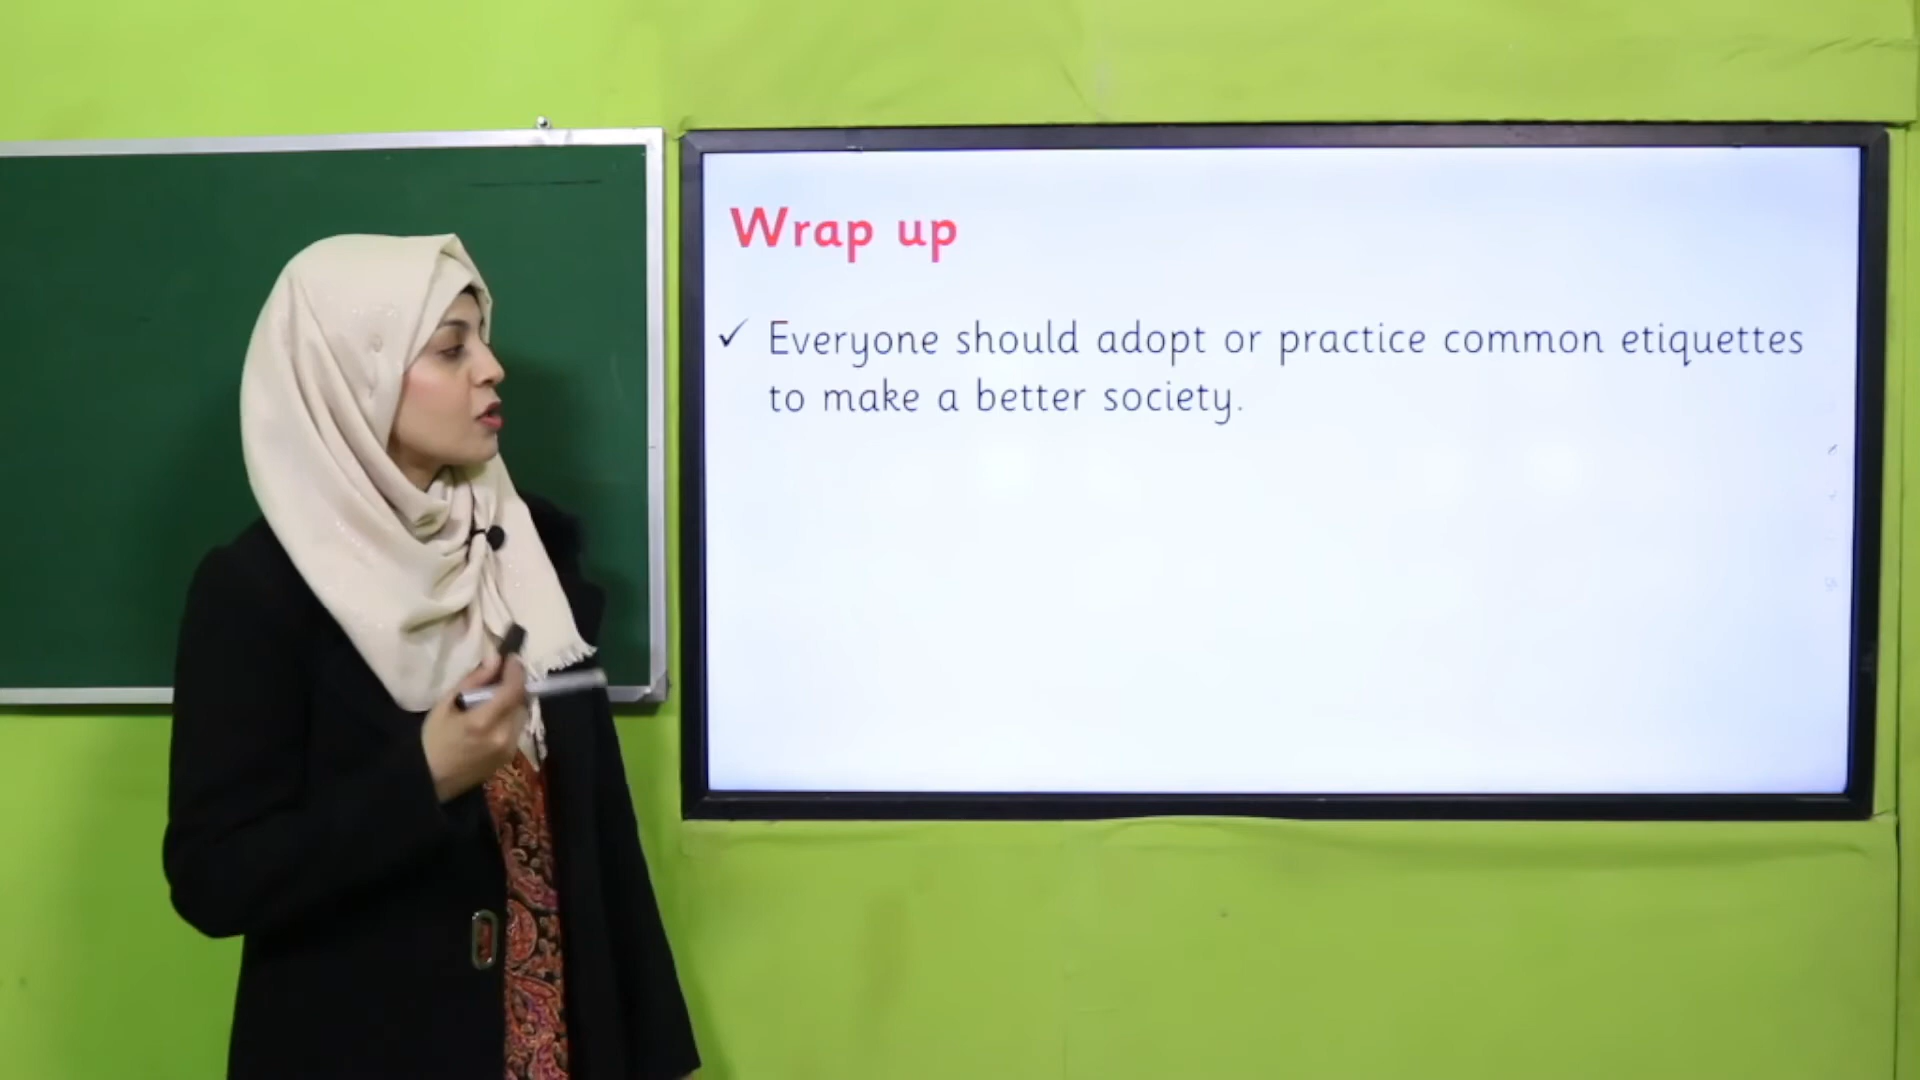 Wrap up
✓ Everyone should adopt or practice common etiquettes
to make a better society.